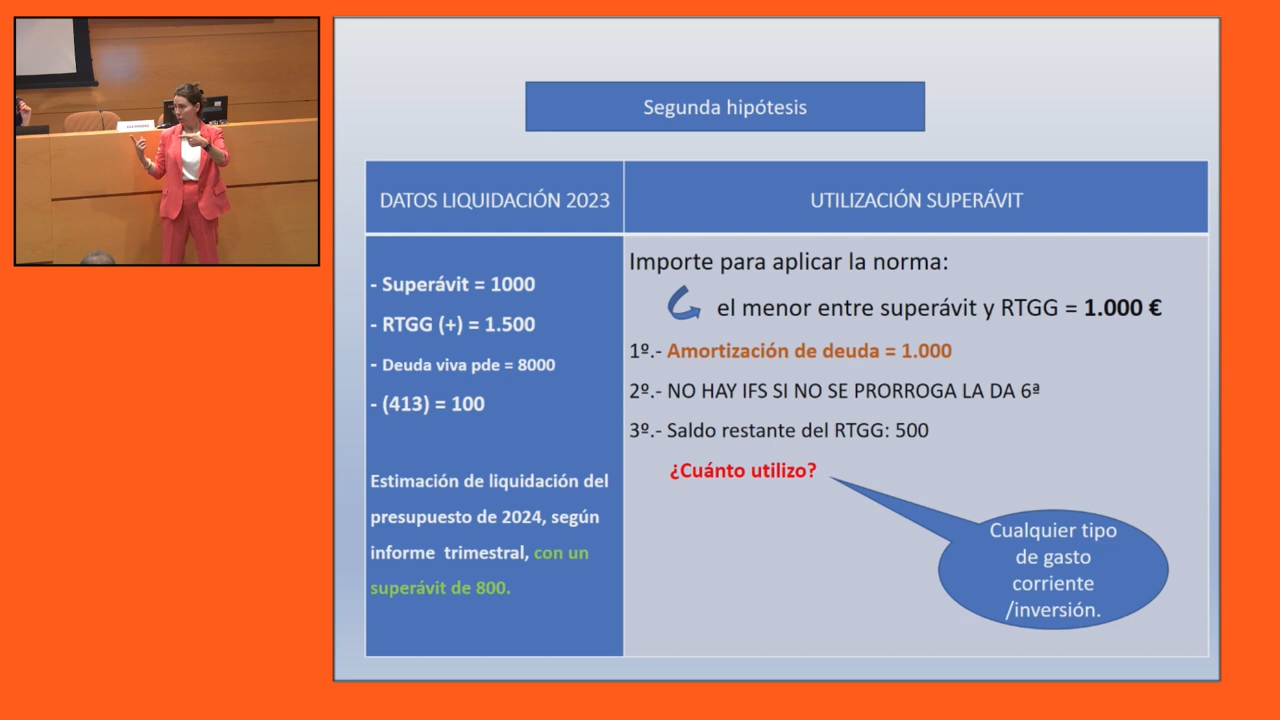 Segunda hipótesis
DATOS LIQUIDACIÓN 2023
UTILIZACIÓN SUPERÁVIT
- Superávit = 1000
- RTGG (+) = 1.500
- Deuda viva pde = 8000
- (413) = 100
Estimación de liquidación del
presupuesto de 2024, según
informe trimestral, con un
superávit de 800.
Importe para aplicar la norma:
el menor entre superávit y RTGG = 1.000 €
1º.- Amortización de deuda = 1.000
2º.- NO HAY IFS SI NO SE PRORROGA LA DA 6ª
3º.- Saldo restante del RTGG: 500
¿Cuánto utilizo?
Cualquier tipo
de gasto
corriente
/inversión.